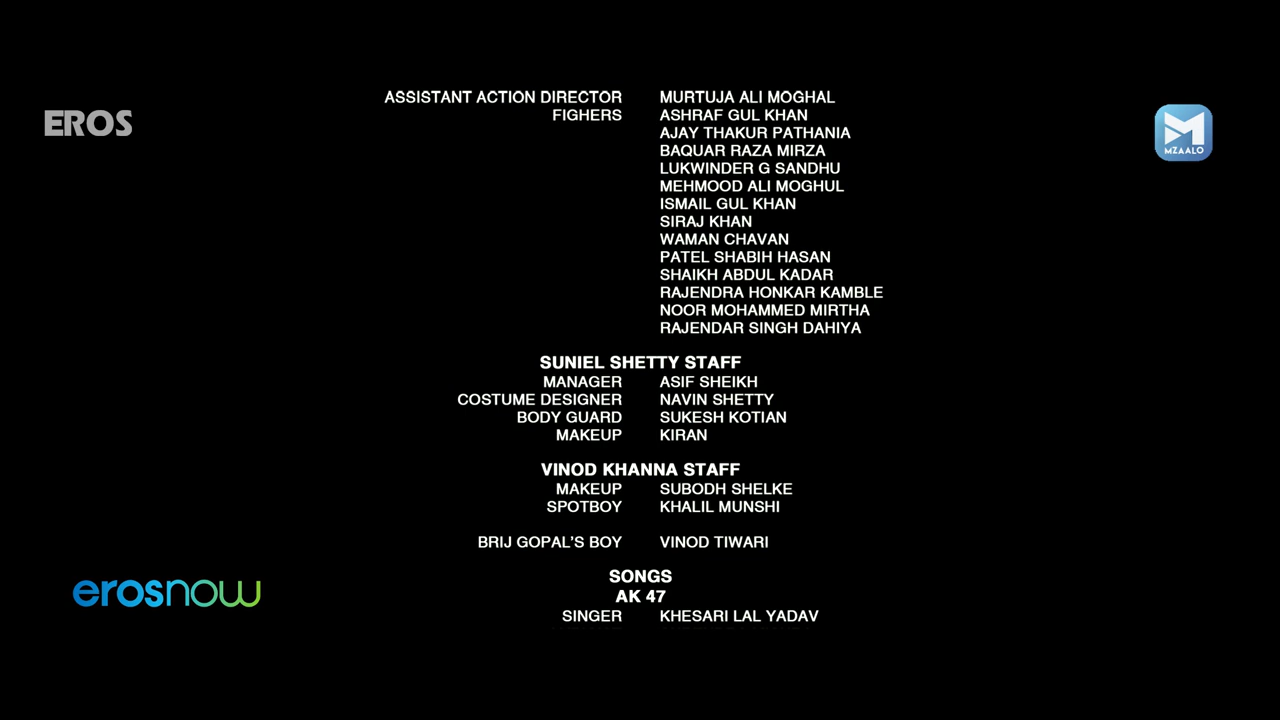 ASSISTANT ACTION DIRECTOR MURTUJA ALI MOGHAL
EROS
FIGHERS ASHRAF GUL KHAN
AJAY THAKUR PATHANIA
MZAALO
BAQUAR RAZA MIRZA
LUKWINDER G SANDHU
MEHMOOD ALI MOGHUL
ISMAIL GUL KHAN
SIRAJ KHAN
WAMAN CHAVAN
PATEL SHABIH HASAN
SHAIKH ABDUL KADAR
RAJENDRA HONKAR KAMBLE
NOOR MOHAMMED MIRTHA
RAJENDAR SINGH DAHIYA
SUNIEL SHETTY STAFF
MANAGER ASIF SHEIKH
COSTUME DESIGNER NAVIN SHETTY
BODY GUARD SUKESH KOTIAN
MAKEUP KIRAN
VINOD KHANNA STAFF
MAKEUP SUBODH SHELKE
SPOTBOY KHALIL MUNSHI
BRIJ GOPAL'S BOY VINOD TIWARI
SONGS
erosnow
AK 47
SINGER KHESARI LAL YADAV